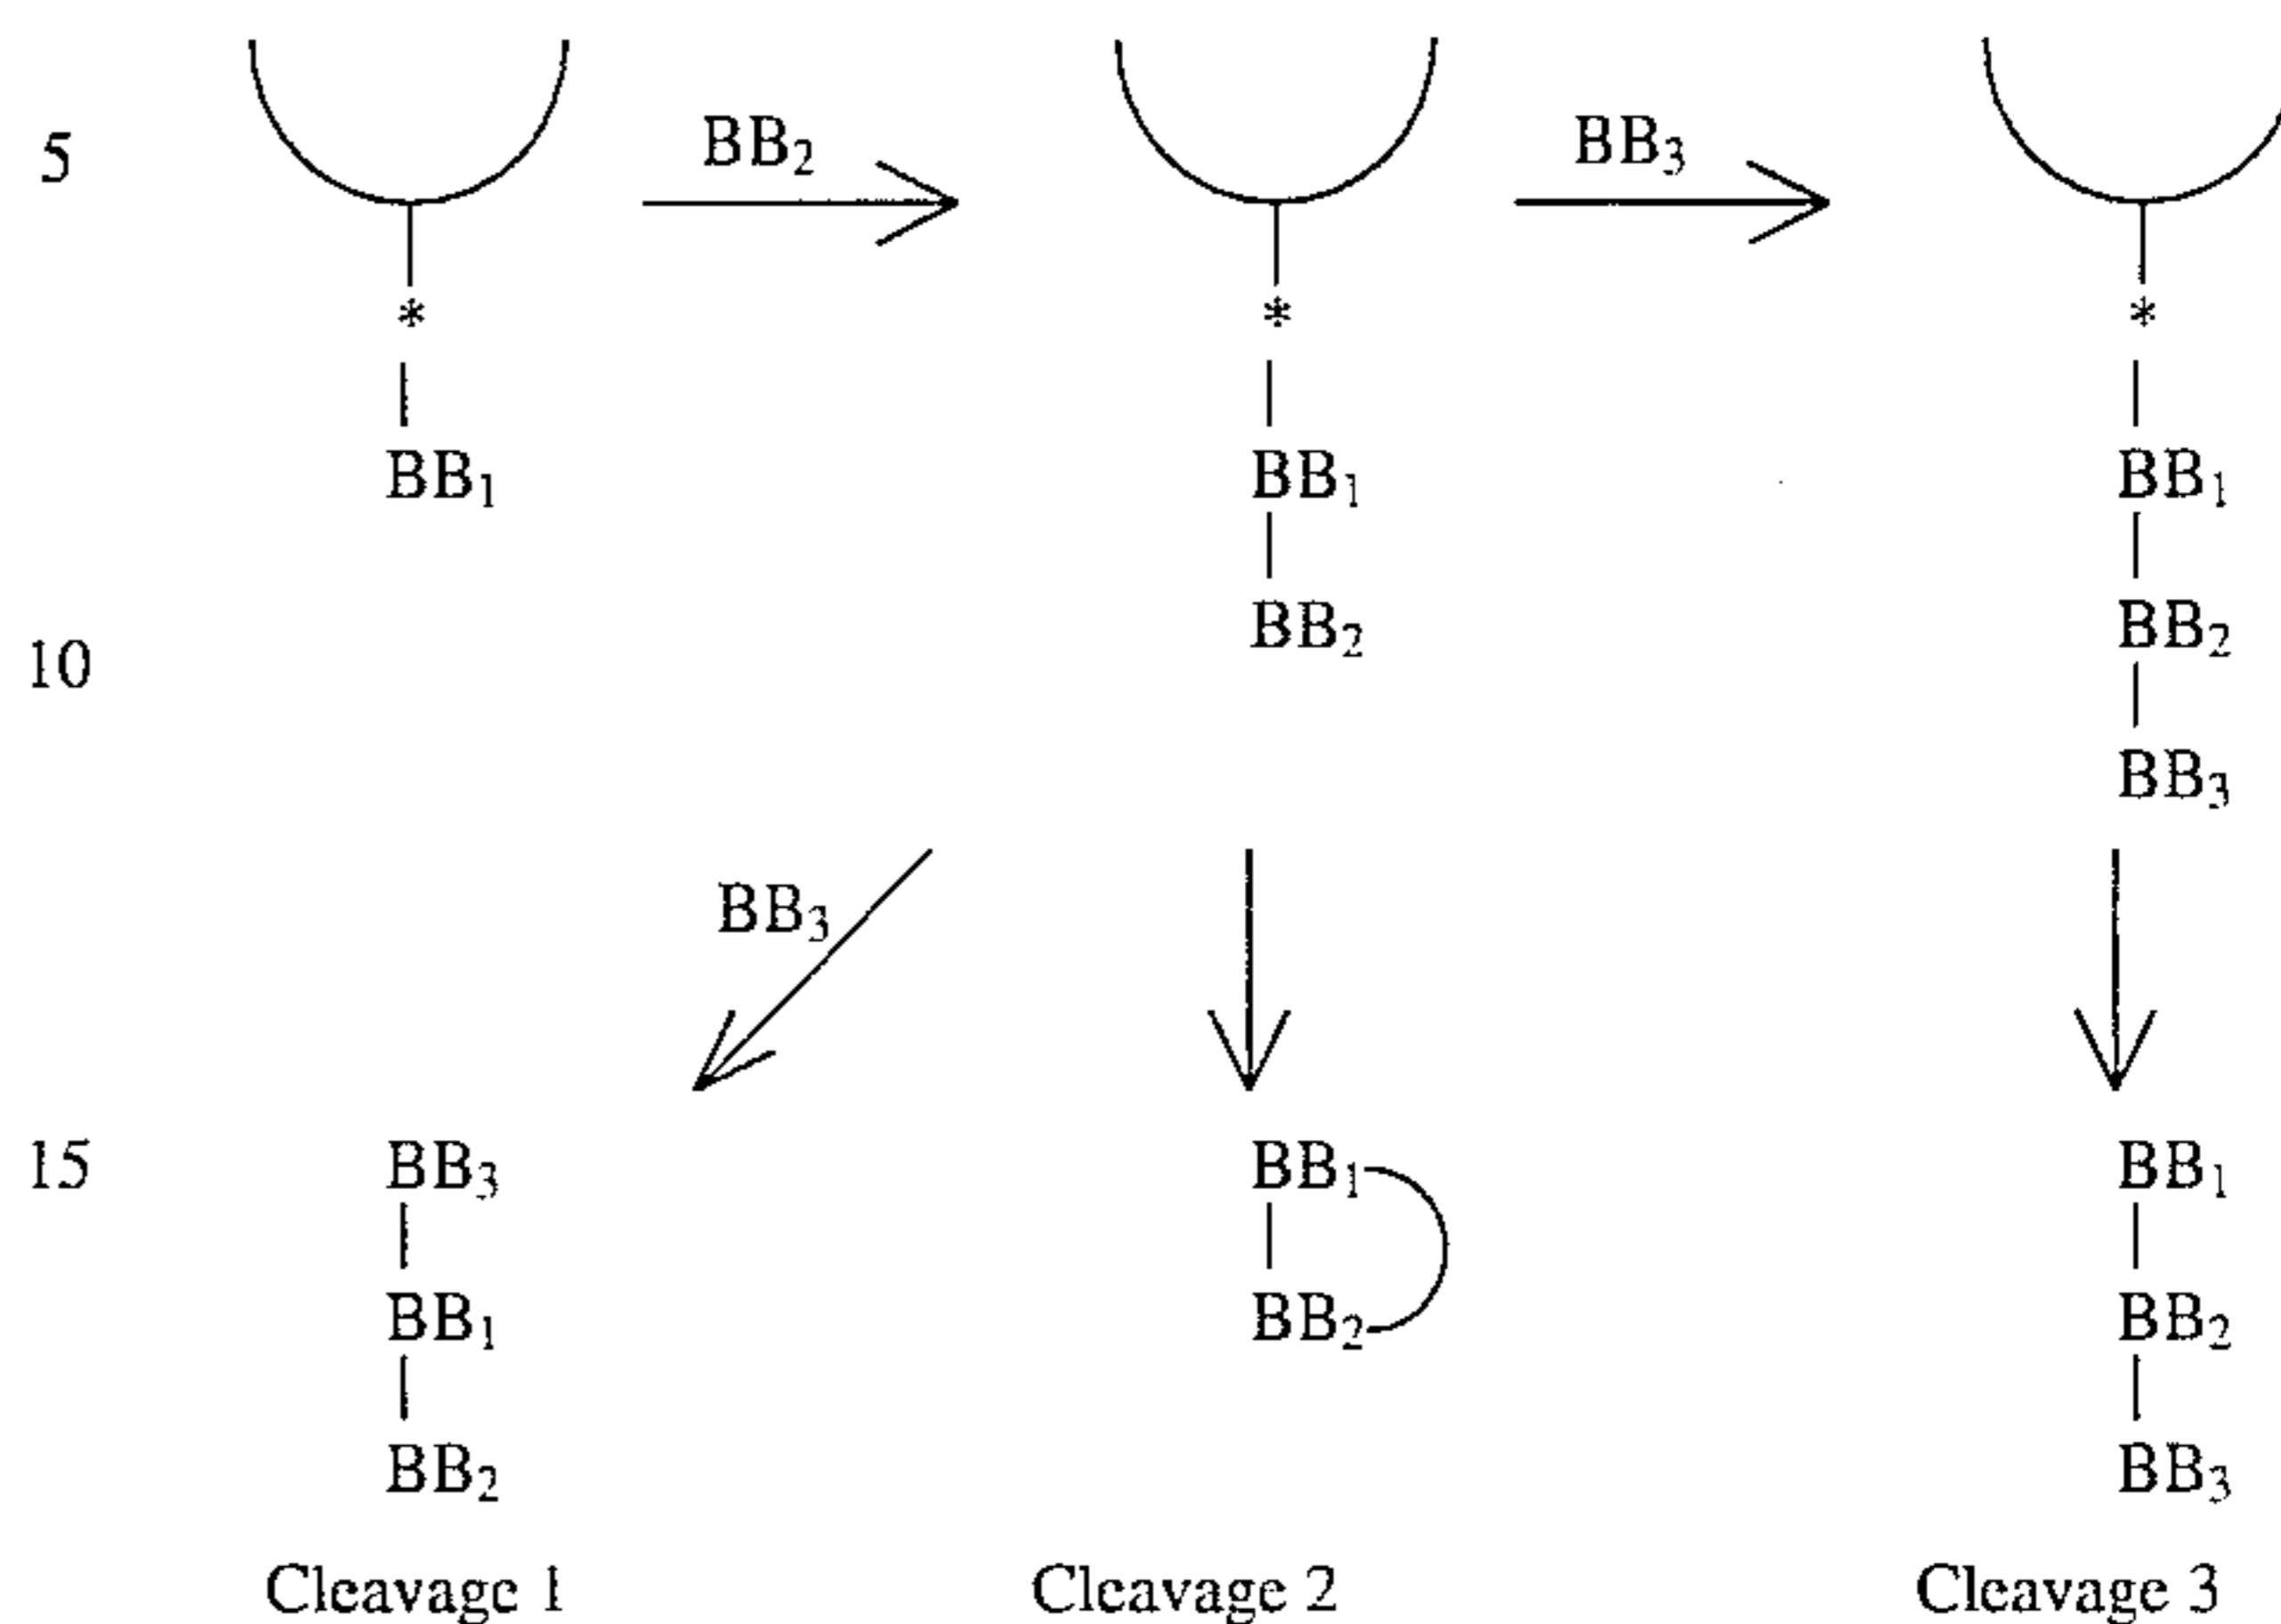 5 BB₂ BB₃
* * *
BB₁ BB₁ BB₁
10 BB₂ BB₂
BB₃
BB₃
15 BB₃ BB₁ BB₁
BB₁ BB₂ BB₂
BB₂ BB₃
Cleavage 1 Cleavage 2 Cleavage 3